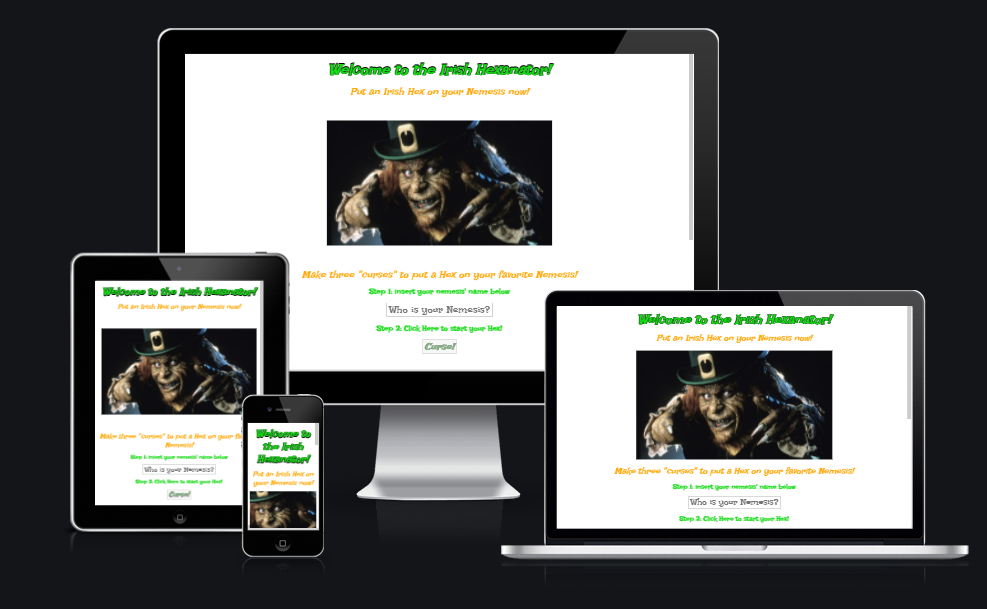 Welcome to the Irish Hexanator!
Put an Irish Hex on your Nemesis now!
Make three "curses" to put a Hex on your favorite Nemesis!
Step 1: insert your nemesis' name below
Who is your Nemesis?
Step 2: Click Here to start your Hex!
Curse!
Welcome to the Irish Hexanator!
Put an Irish Hex on your Nemesis now!
Make three "curses" to put a Hex on your fa
Nemesis!
Step 1: insert your nemesis' name below
Who is your Nemesis?
Step 2: Click Here to start your Hex!
Curse!
Welcome to
the Irish
Hexanator!
Put an Irish Hex on
your Nemesis now!
Welcome to the Irish Hexanator!
Put an Irish Hex on your Nemesis now!
Make three "curses" to put a Hex on your favorite Nemesis!
Step 1: insert your nemesis' name below
Who is your Nemesis?
Step 2: Click Here to start your Hex!